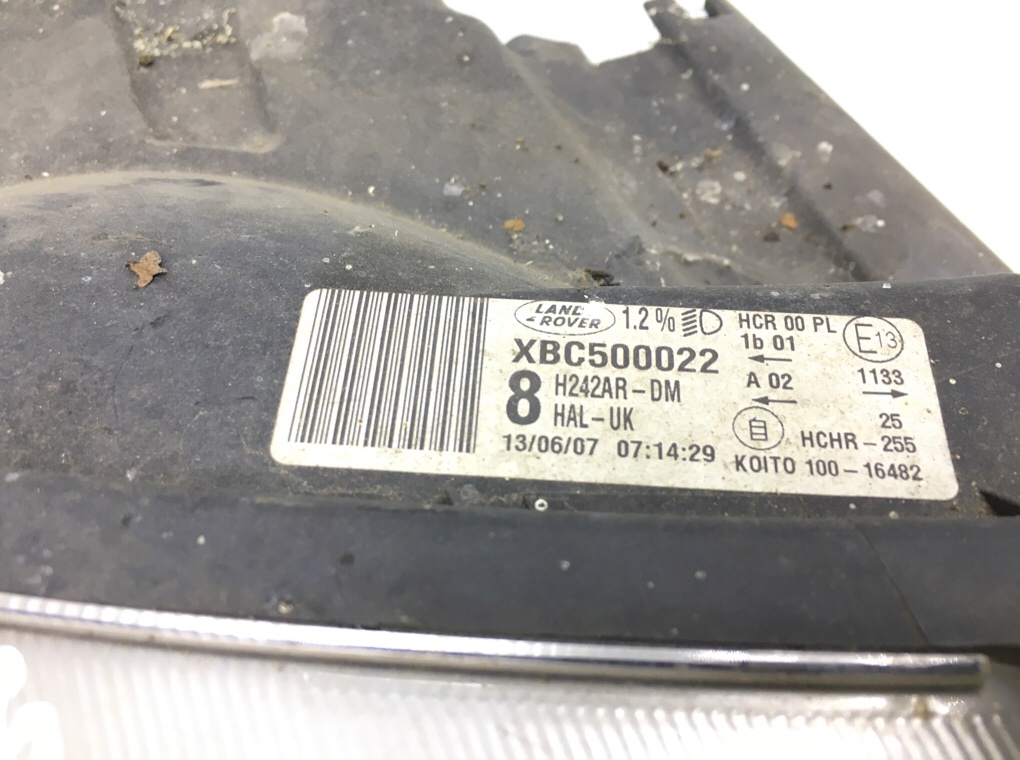 LAND
ROVER
1.2%
HCR 00 PL
E13
1b 01
XBC500022
A 02
1133
8
H242AR-DM
HAL-UK
25
自
HCHR-255
13/06/07 07:14:29
KOITO 100-16482